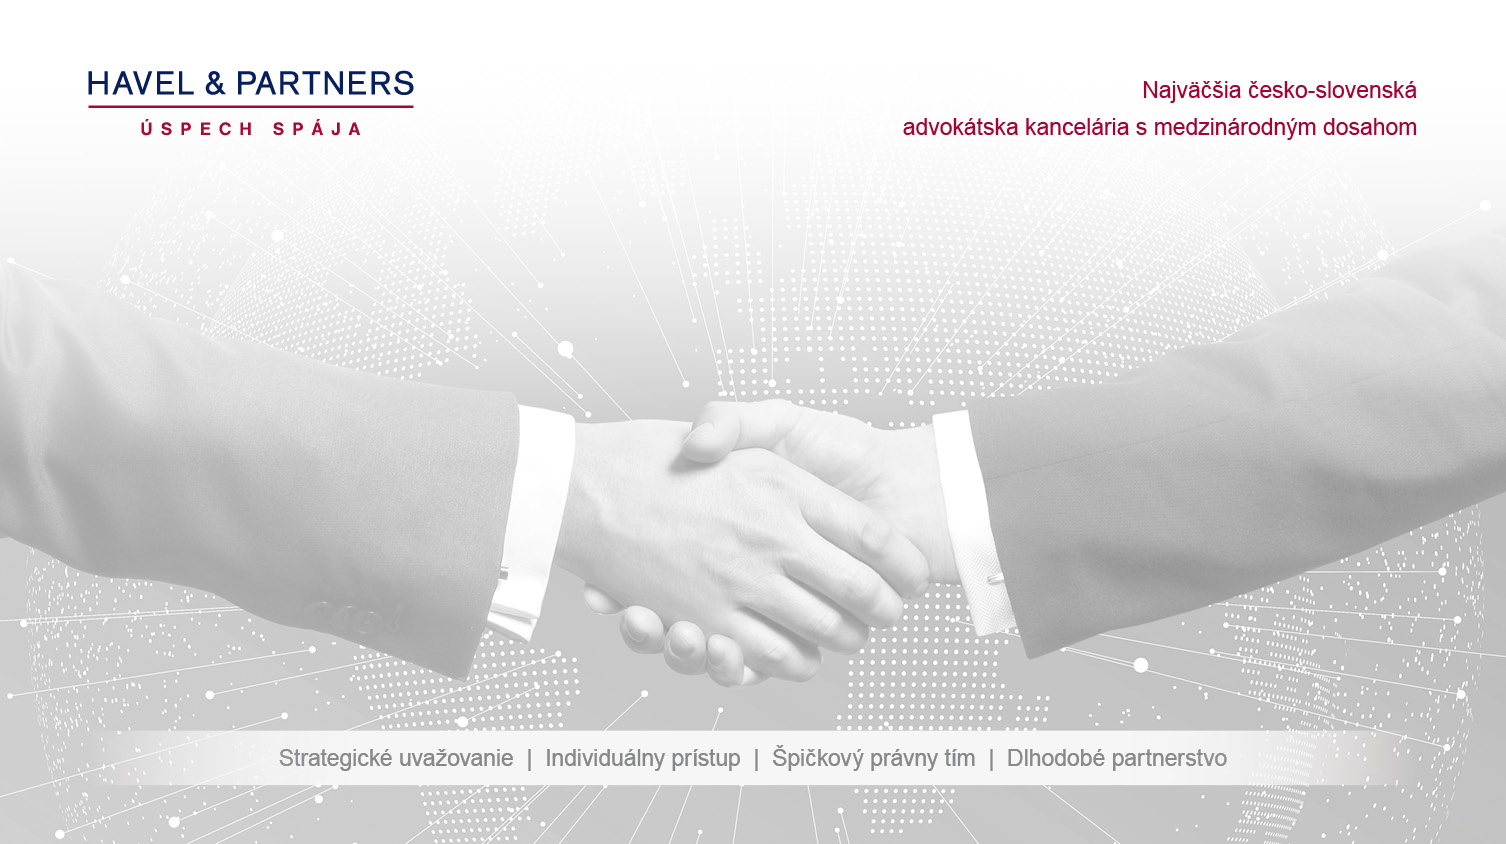 HAVEL & PARTNERS
ÚSPECH SPÁJA
Najväčšia česko-slovenská
advokátska kancelária s medzinárodným dosahom
Strategické uvažovanie | Individuálny prístup | Špičkový právny tím | Dlhodobé partnerstvo